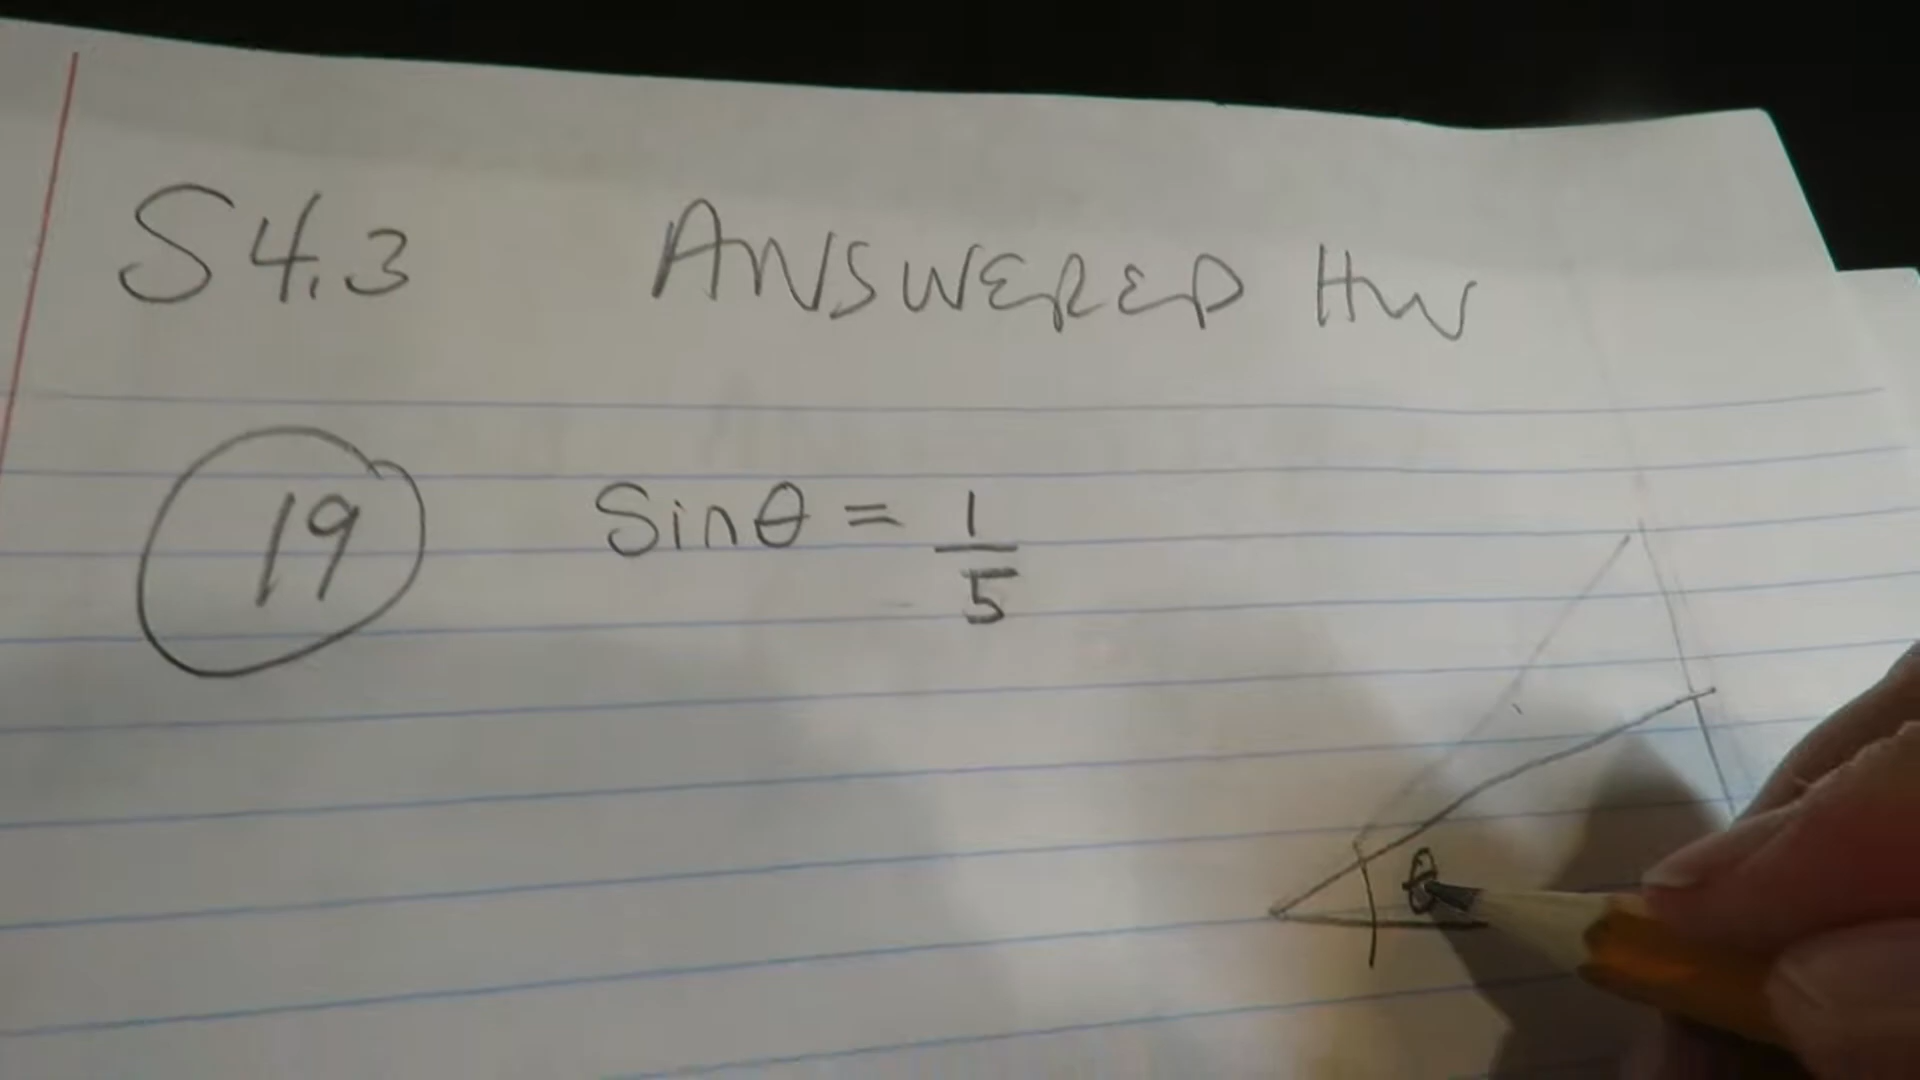 S4.3 ANSWERED HW
19 Sinθ = 1/5
θ